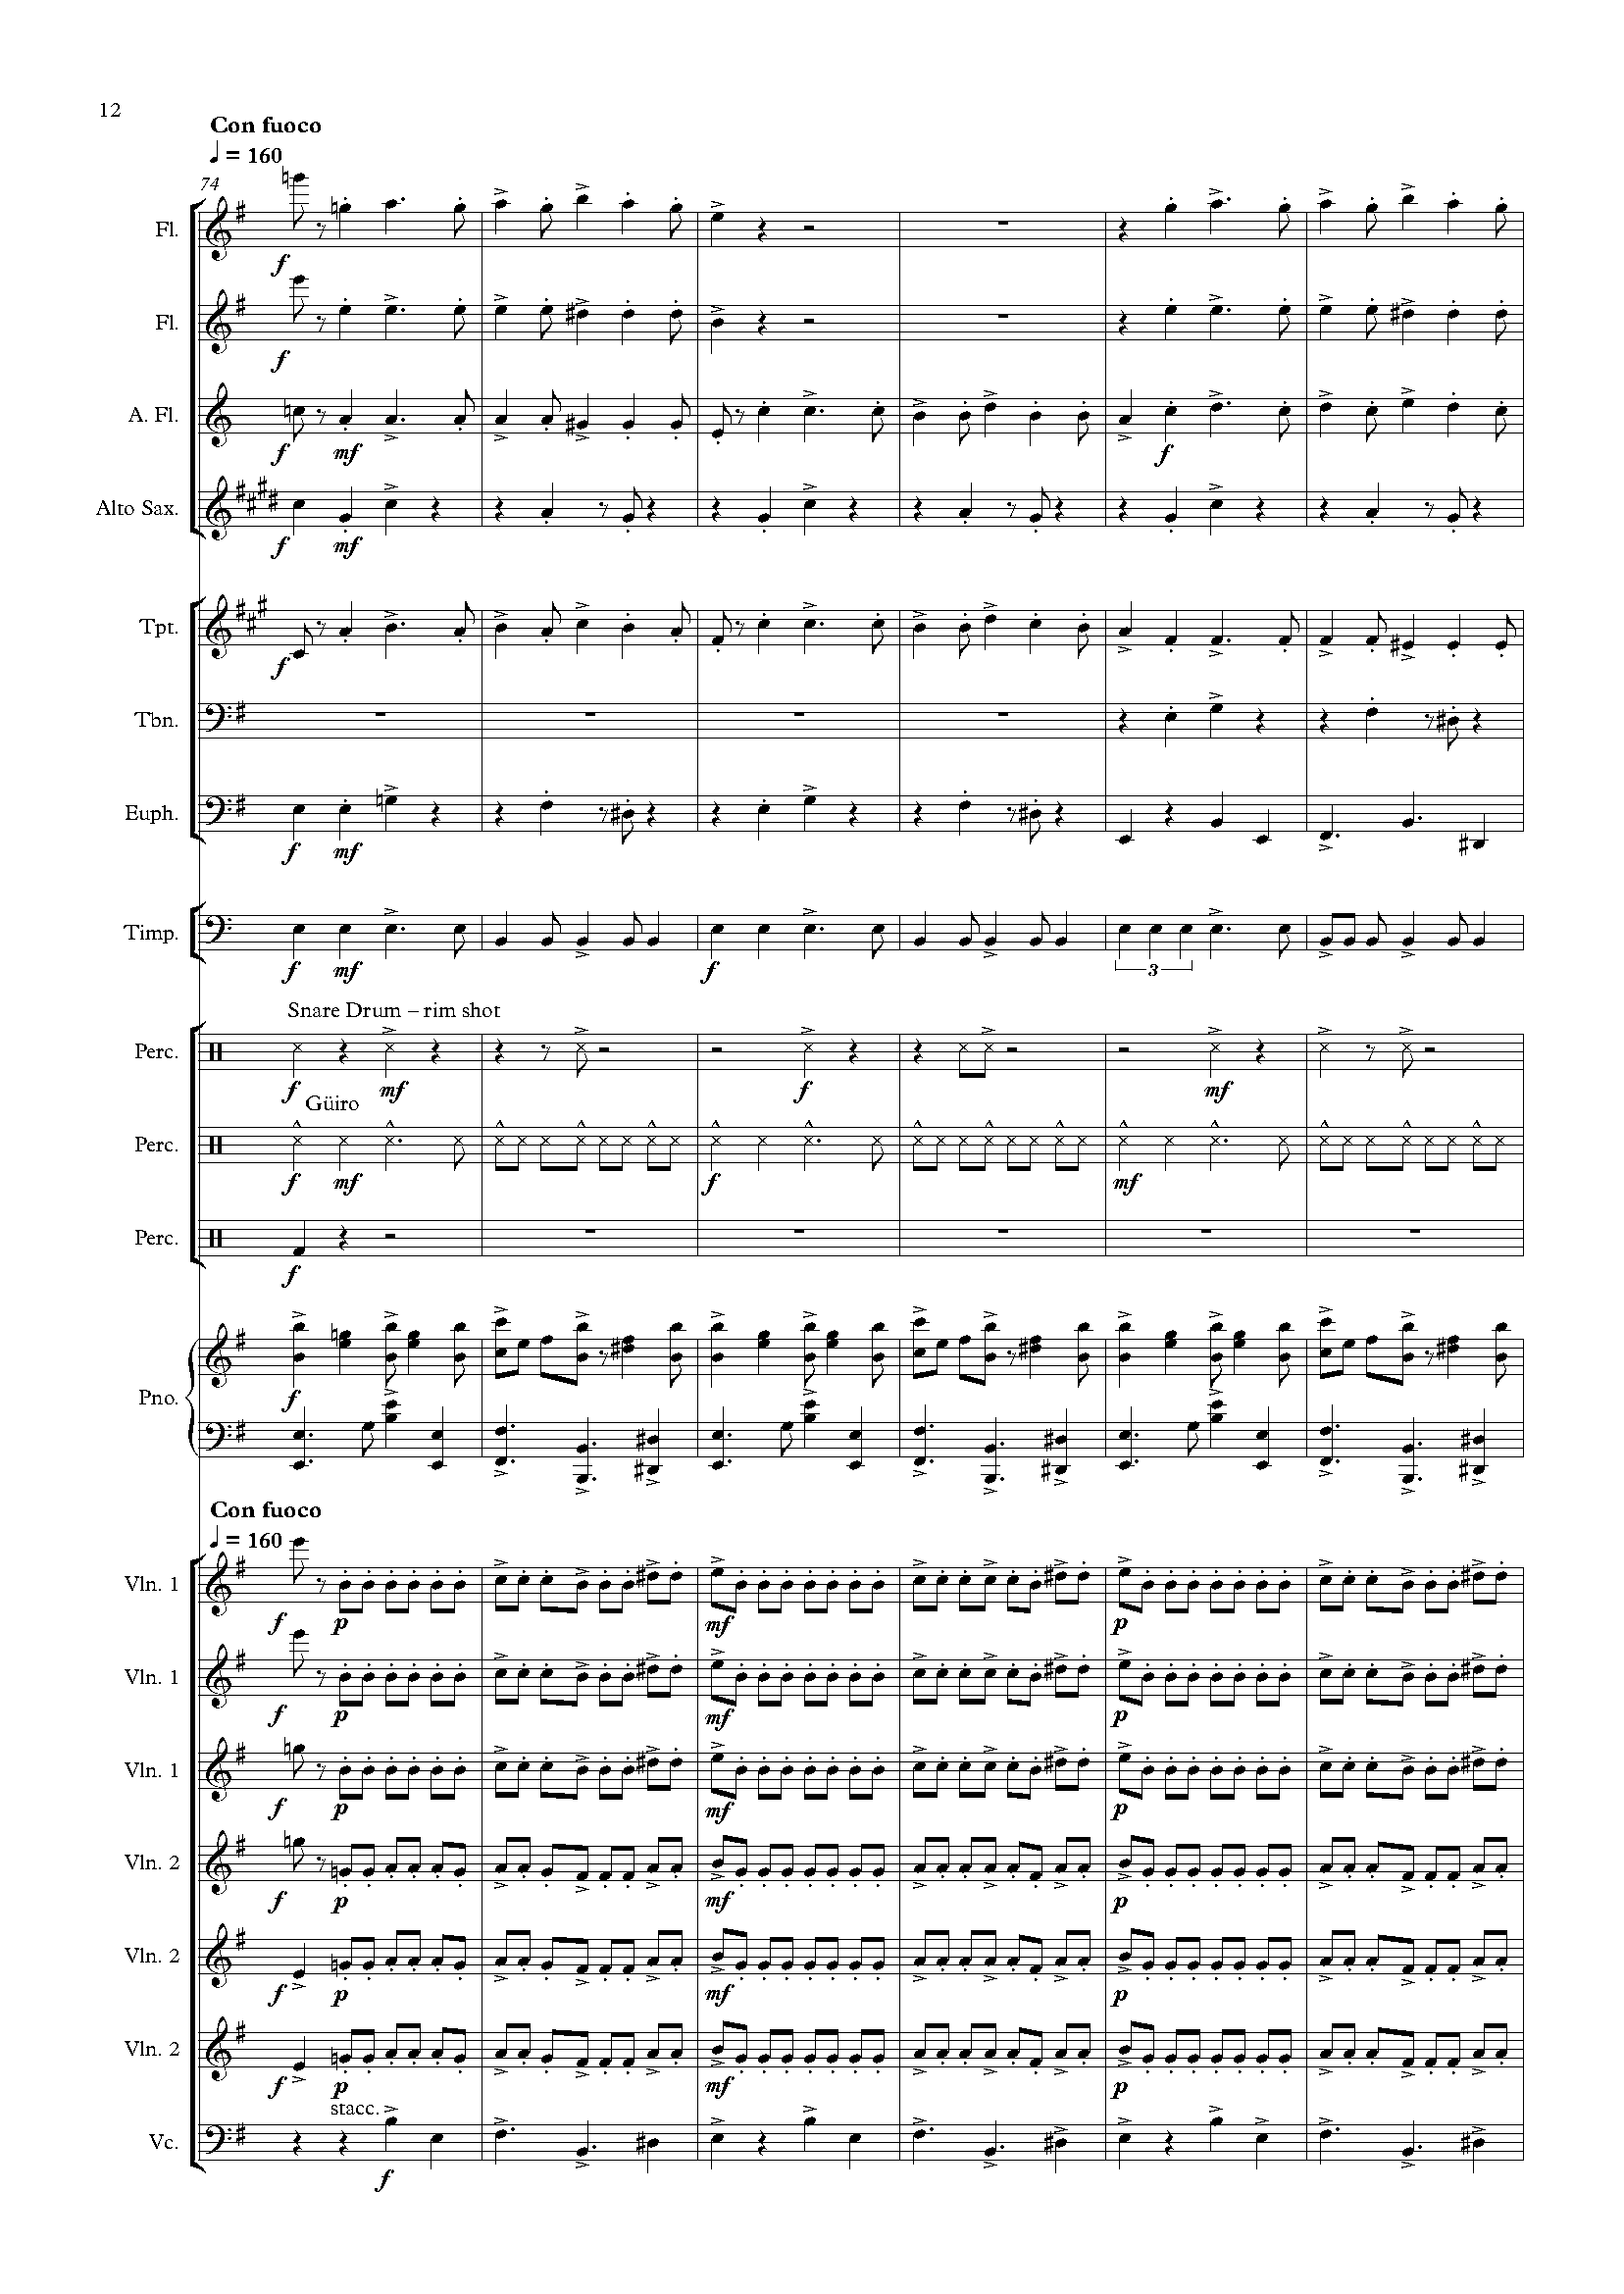 12
Con fuoco
♩ = 160
74
Fl.
f
Fl.
f
A. Fl.
f mf f
Alto Sax.
f mf
Tpt.
f
Tbn.
Euph.
f mf
Timp.
f mf f 3
Snare Drum – rim shot
Perc.
f mf f mf
Güiro
Perc.
f mf f mf
Perc.
f
Pno.
f
Con fuoco
♩ = 160
Vln. 1
f p mf p
Vln. 1
f p mf p
Vln. 1
f p mf p
Vln. 2
f p mf p
Vln. 2
f p mf p
Vln. 2
f p mf p
stacc.
Vc.
f